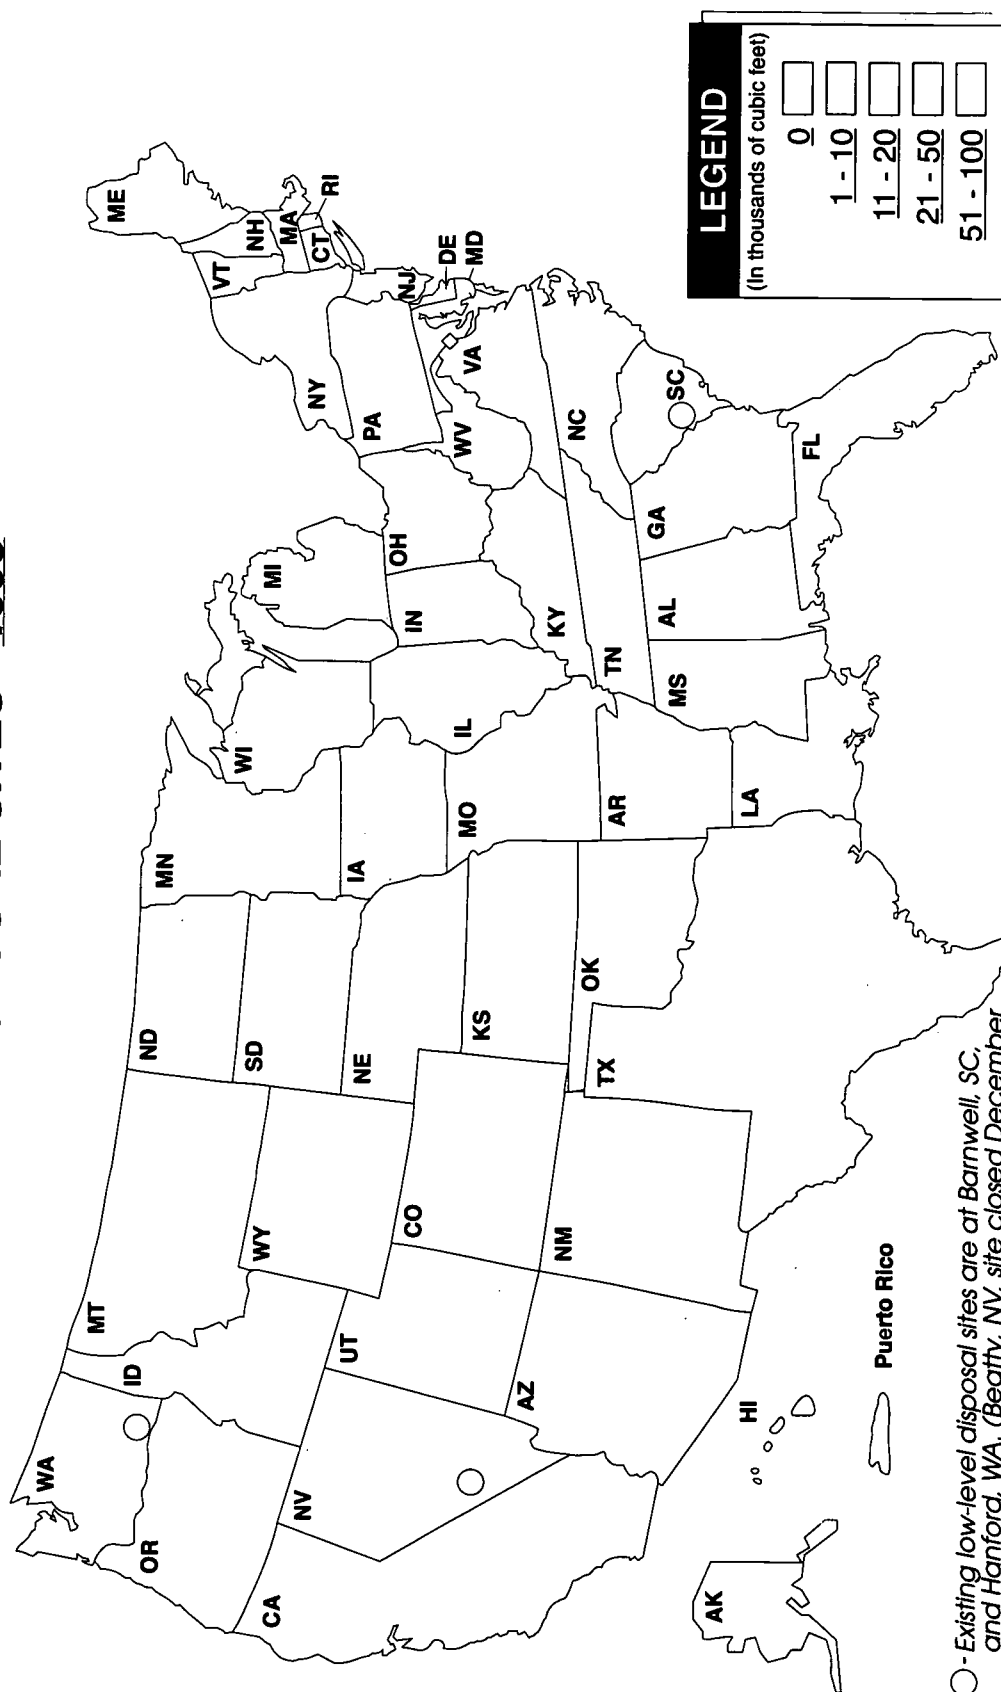 ME
VT
NH
MA
RI
CT
NY
NJ
DE
MD
PA
VA
WV
NC
SC
GA
FL
OH
MI
IN
KY
TN
AL
MS
WI
IL
MN
IA
MO
AR
LA
ND
SD
NE
KS
OK
TX
MT
WY
CO
NM
ID
UT
AZ
WA
OR
NV
CA
AK
HI
Puerto Rico
LEGEND
(In thousands of cubic feet)
0
1 - 10
11 - 20
21 - 50
51 - 100
- Existing low-level disposal sites are at Barnwell, SC,
and Hanford, WA. (Beatty, NV, site closed December